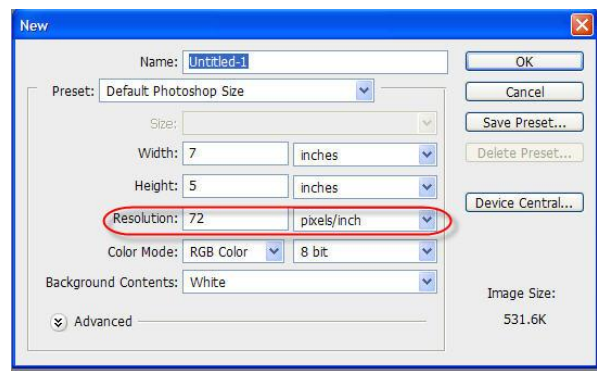 New
Name: Untitled-1
OK
Preset: Default Photoshop Size
Cancel
Size:
Save Preset...
Width: 7 inches
Delete Preset...
Height: 5 inches
Device Central...
Resolution: 72 pixels/inch
Color Mode: RGB Color 8 bit
Background Contents: White
Image Size:
Advanced
531.6K